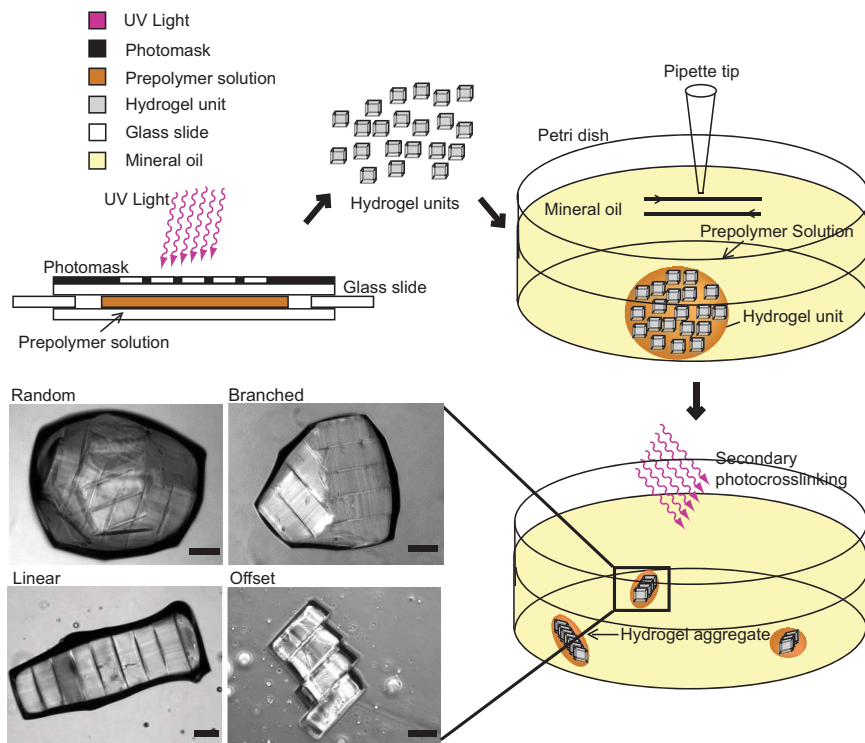 UV Light
Photomask
Prepolymer solution
Hydrogel unit
Glass slide
Mineral oil
UV Light
Photomask
Glass slide
Prepolymer solution
Hydrogel units
Pipette tip
Petri dish
Mineral oil
Prepolymer Solution
Hydrogel unit
Random
Branched
Linear
Offset
Secondary
photocrosslinking
Hydrogel aggregate